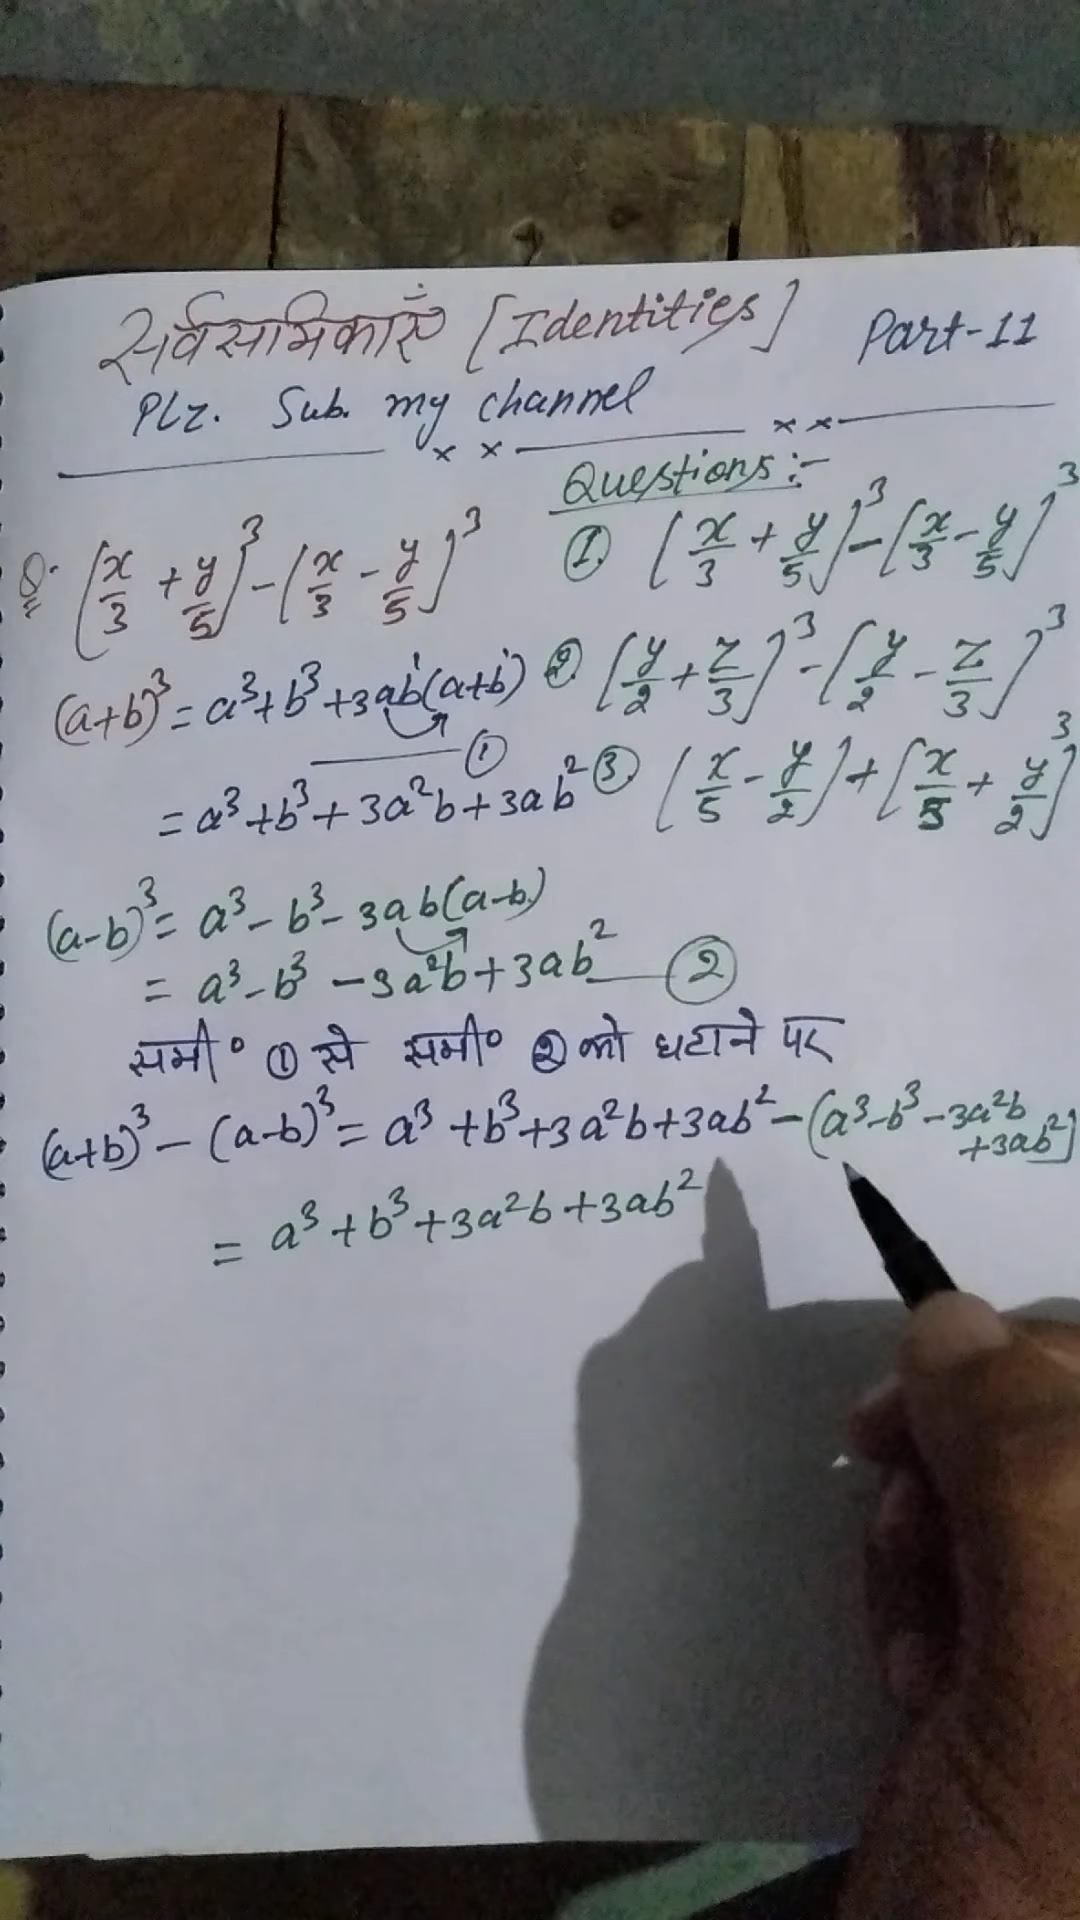 सर्वसमिकाएँ [Identities] Part-11
Plz. Sub. my channel
Questions:-
Q. [x/3 + y/5]³ - [x/3 - y/5]³
(a+b)³ = a³+b³+3ab(a+b)
①
= a³+b³+3a²b+3ab²
(a-b)³ = a³-b³-3ab(a-b)
= a³-b³-3a²b+3ab² ②
समी० ① से समी० ② को घटाने पर
(a+b)³-(a-b)³ = a³+b³+3a²b+3ab²-(a³-b³-3a²b
+3ab²)
= a³+b³+3a²b+3ab²
①. [x/3 + y/5]³ - [x/3 - y/5]³
②. [y/2 + z/3]³ - [y/2 - z/3]³
③. [x/5 - y/2] + [x/5 + y/2]³